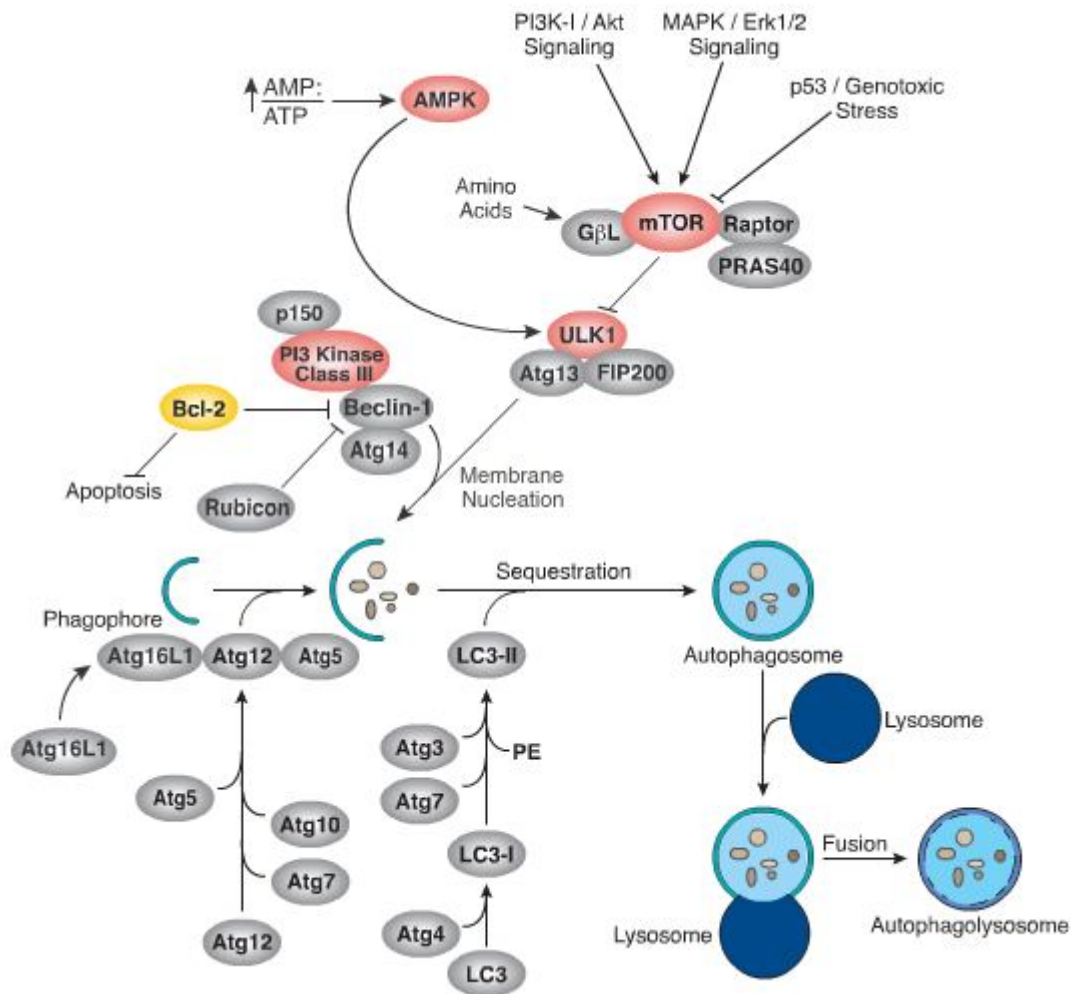 PI3K-I / Akt
Signaling
MAPK / Erk1/2
Signaling
p53 / Genotoxic
Stress
AMP:
ATP
AMPK
Amino
Acids
GβL
mTOR
Raptor
PRAS40
p150
PI3 Kinase
Class III
ULK1
Atg13
FIP200
Bcl-2
Beclin-1
Atg14
Apoptosis
Rubicon
Membrane
Nucleation
Sequestration
Phagophore
Atg16L1
Atg12
Atg5
LC3-II
Autophagosome
Atg16L1
Lysosome
Atg3
PE
Atg5
Atg7
Atg10
LC3-I
Fusion
Atg7
Atg12
Atg4
LC3
Lysosome
Autophagolysosome